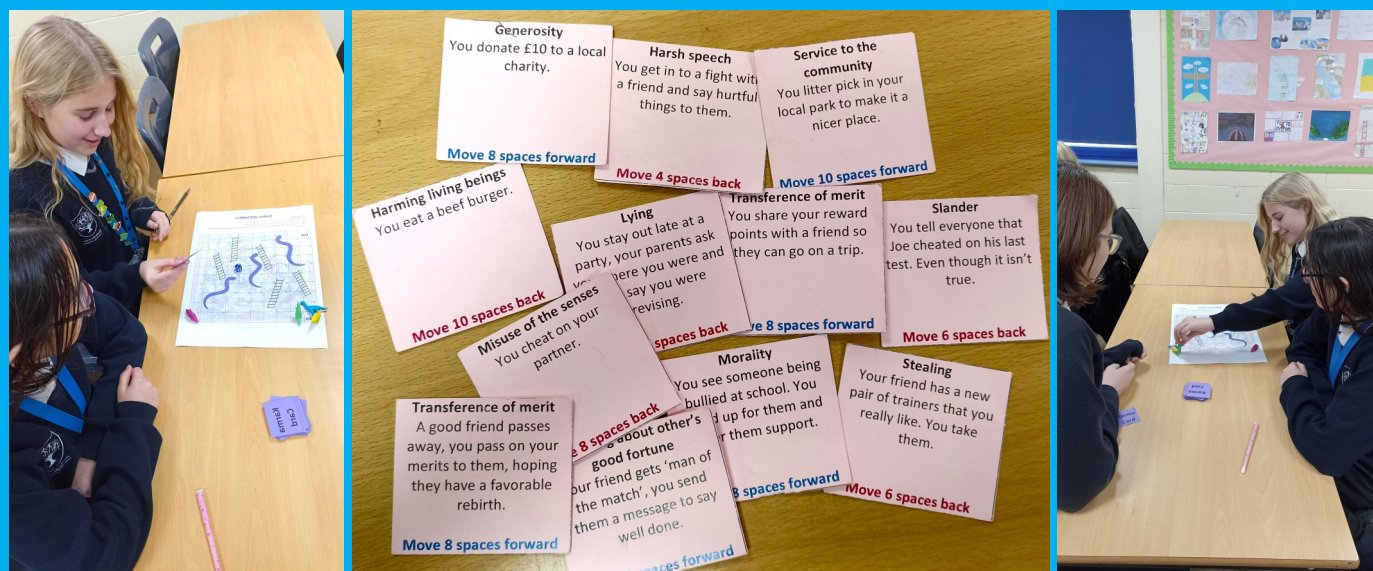 Generosity
You donate £10 to a local
charity.
Move 8 spaces forward
Harsh speech
You get in to a fight with
a friend and say hurtful
things to them.
Move 4 spaces back
Service to the
community
You litter pick in your
local park to make it a
nicer place.
Move 10 spaces forward
Harming living beings
You eat a beef burger.
Move 10 spaces back
Lying
You stay out late at a
party, your parents ask
you were and
say you were
revising.
spaces back
Transference of merit
You share your reward
points with a friend so
they can go on a trip.
8 spaces forward
Slander
You tell everyone that
Joe cheated on his last
test. Even though it isn't
true.
Move 6 spaces back
Misuse of the senses
You cheat on your
partner.
8 spaces back
Morality
You see someone being
bullied at school. You
up for them and
them support.
8 spaces forward
Stealing
Your friend has a new
pair of trainers that you
really like. You take
them.
Move 6 spaces back
Transference of merit
A good friend passes
away, you pass on your
merits to them, hoping
they have a favorable
rebirth.
Move 8 spaces forward
about other's
good fortune
Your friend gets 'man of
the match', you send
them a message to say
well done.
spaces forward
Karma
Card